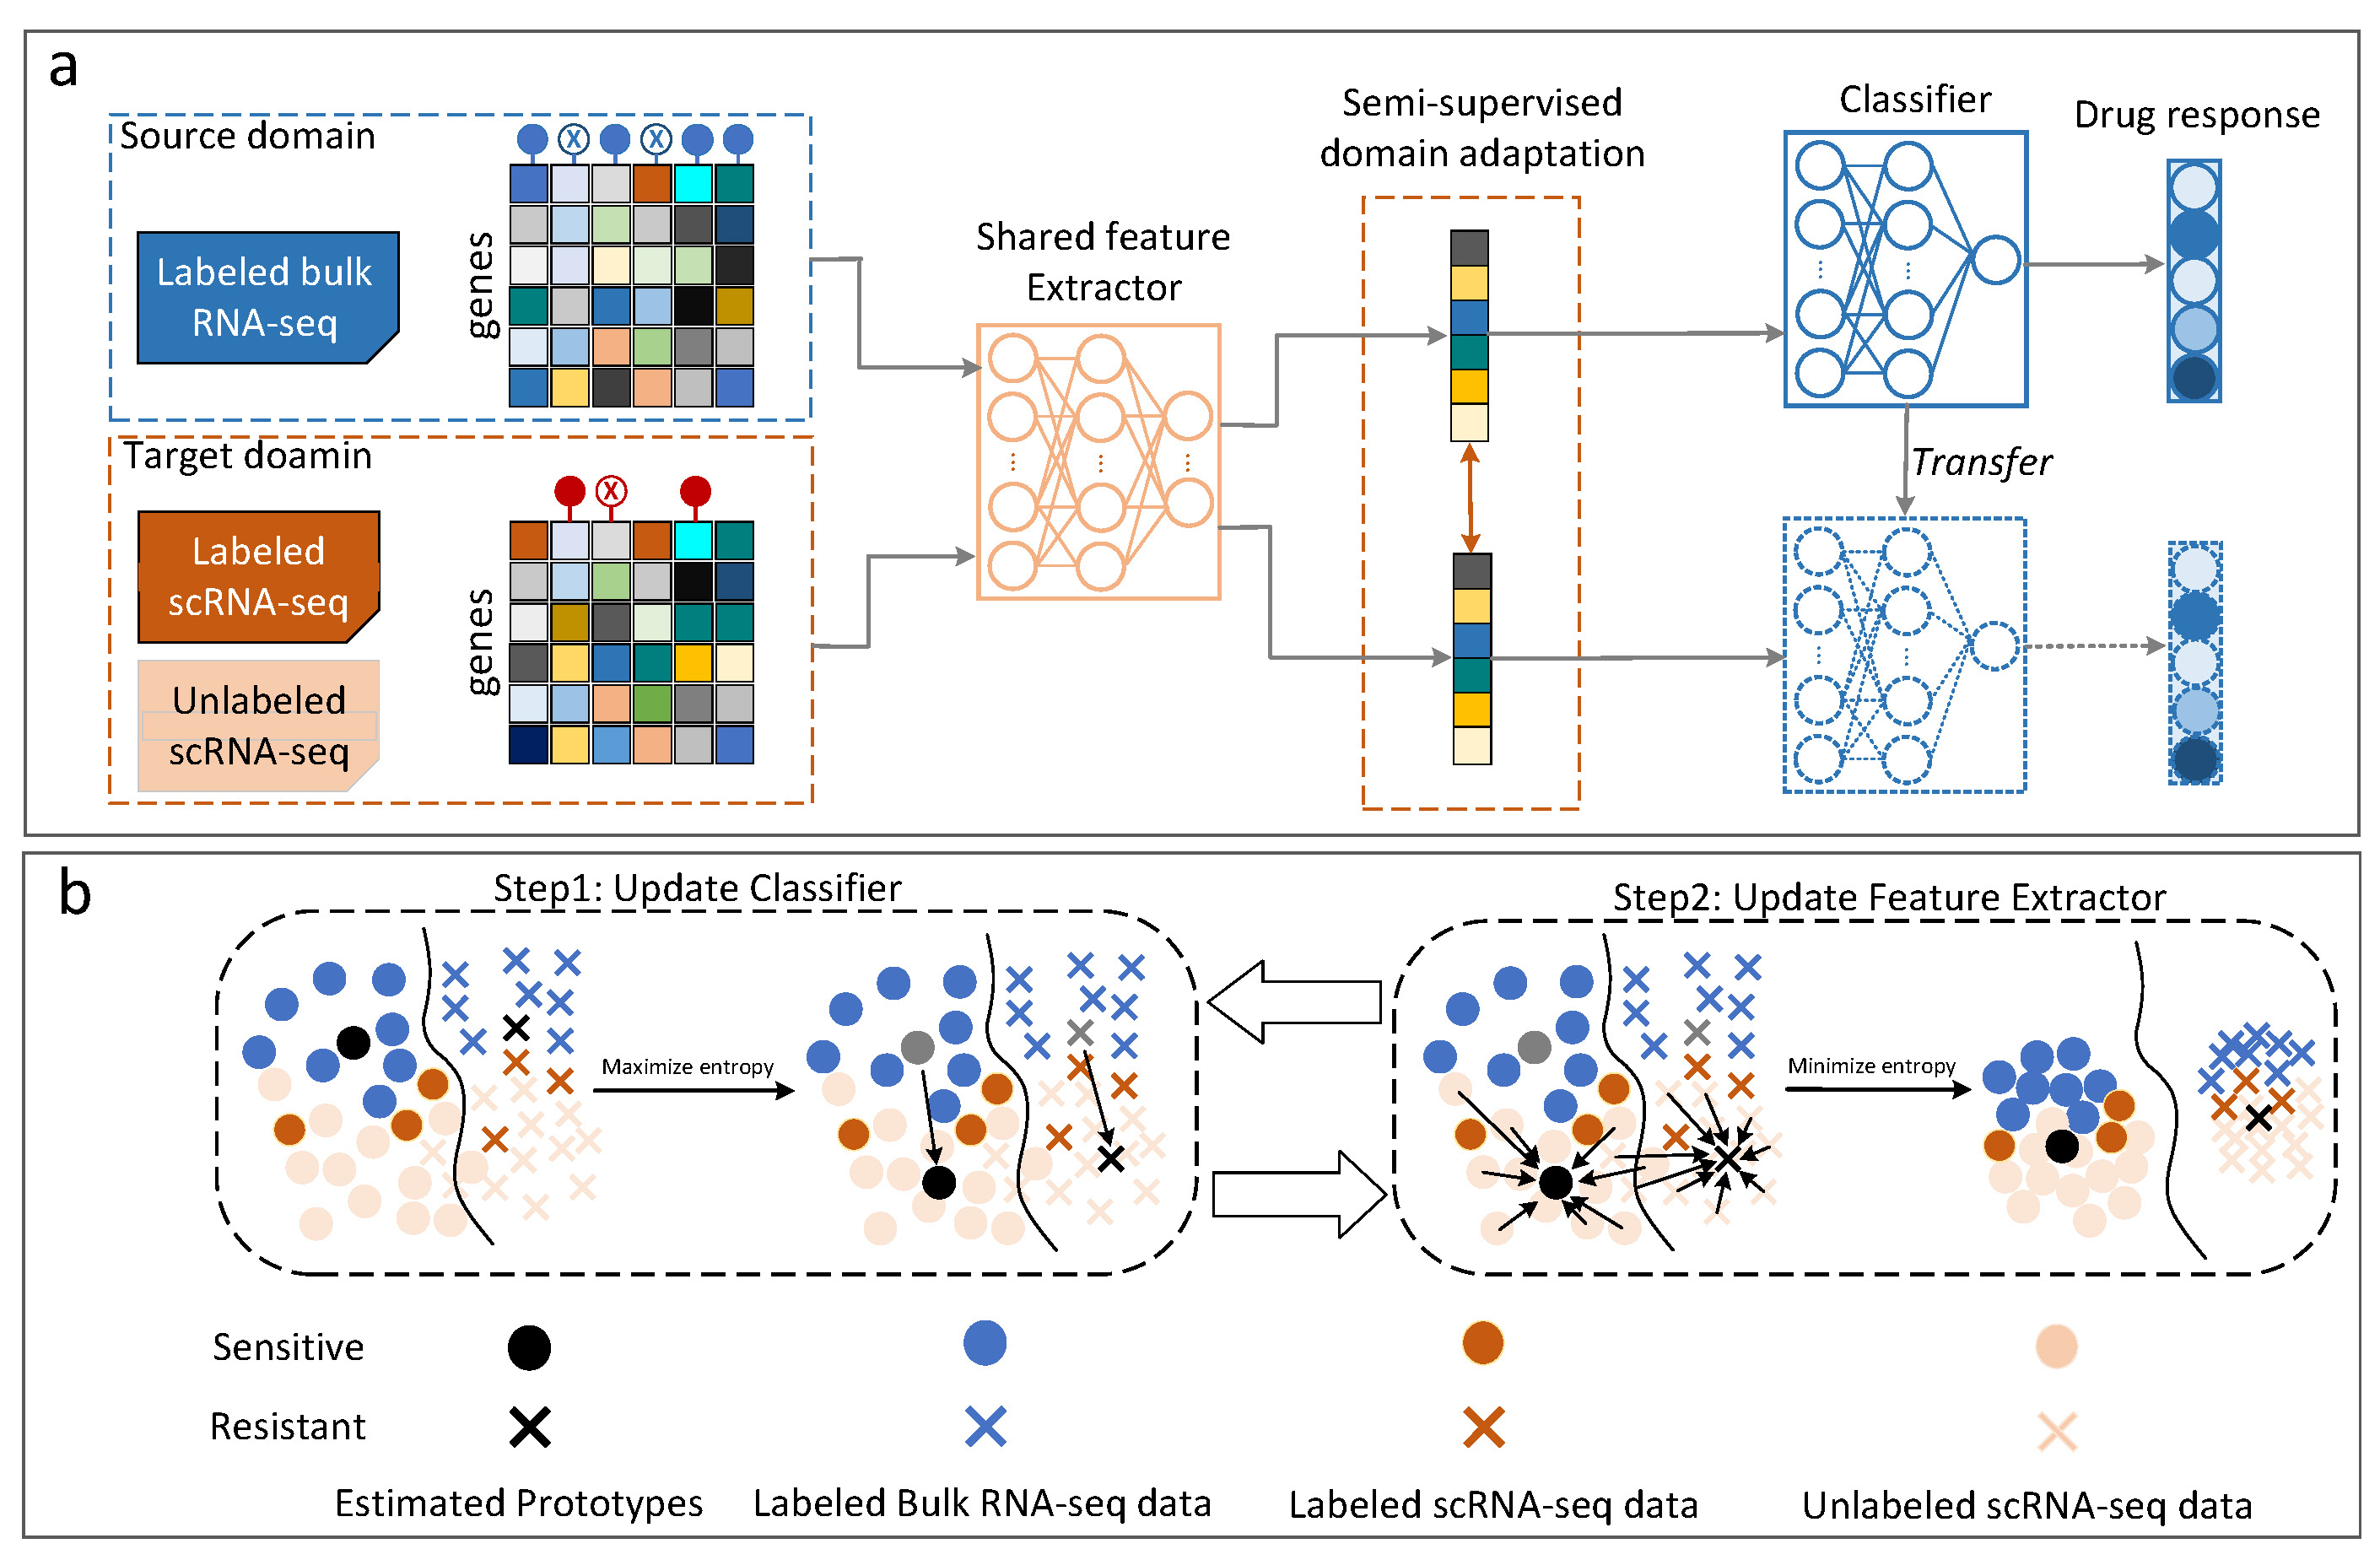 a
Source domain
Labeled bulk
RNA-seq
genes
X
X
Target doamin
Labeled
scRNA-seq
Unlabeled
scRNA-seq
genes
X
Shared feature
Extractor
Semi-supervised
domain adaptation
Classifier
Drug response
Transfer
b
Step1: Update Classifier
Maximize entropy
Step2: Update Feature Extractor
Minimize entropy
Sensitive
Resistant
Estimated Prototypes
Labeled Bulk RNA-seq data
Labeled scRNA-seq data
Unlabeled scRNA-seq data